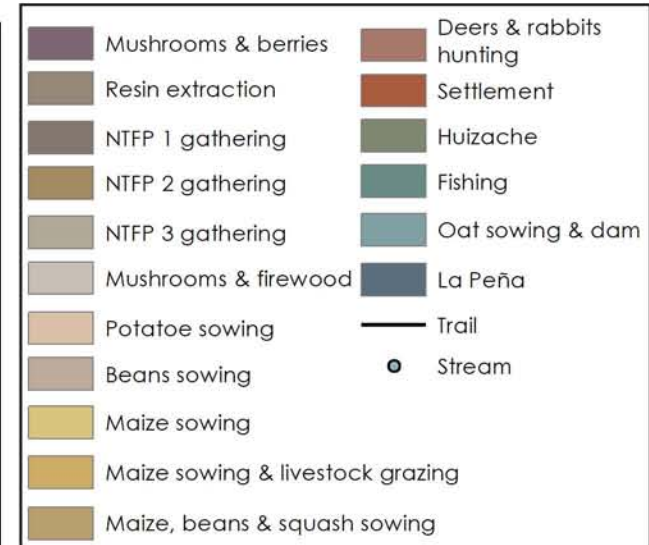 Mushrooms & berries
Resin extraction
NTFP 1 gathering
NTFP 2 gathering
NTFP 3 gathering
Mushrooms & firewood
Potatoe sowing
Beans sowing
Maize sowing
Maize sowing & livestock grazing
Maize, beans & squash sowing
Deers & rabbits
hunting
Settlement
Huizache
Fishing
Oat sowing & dam
La Peña
Trail
Stream